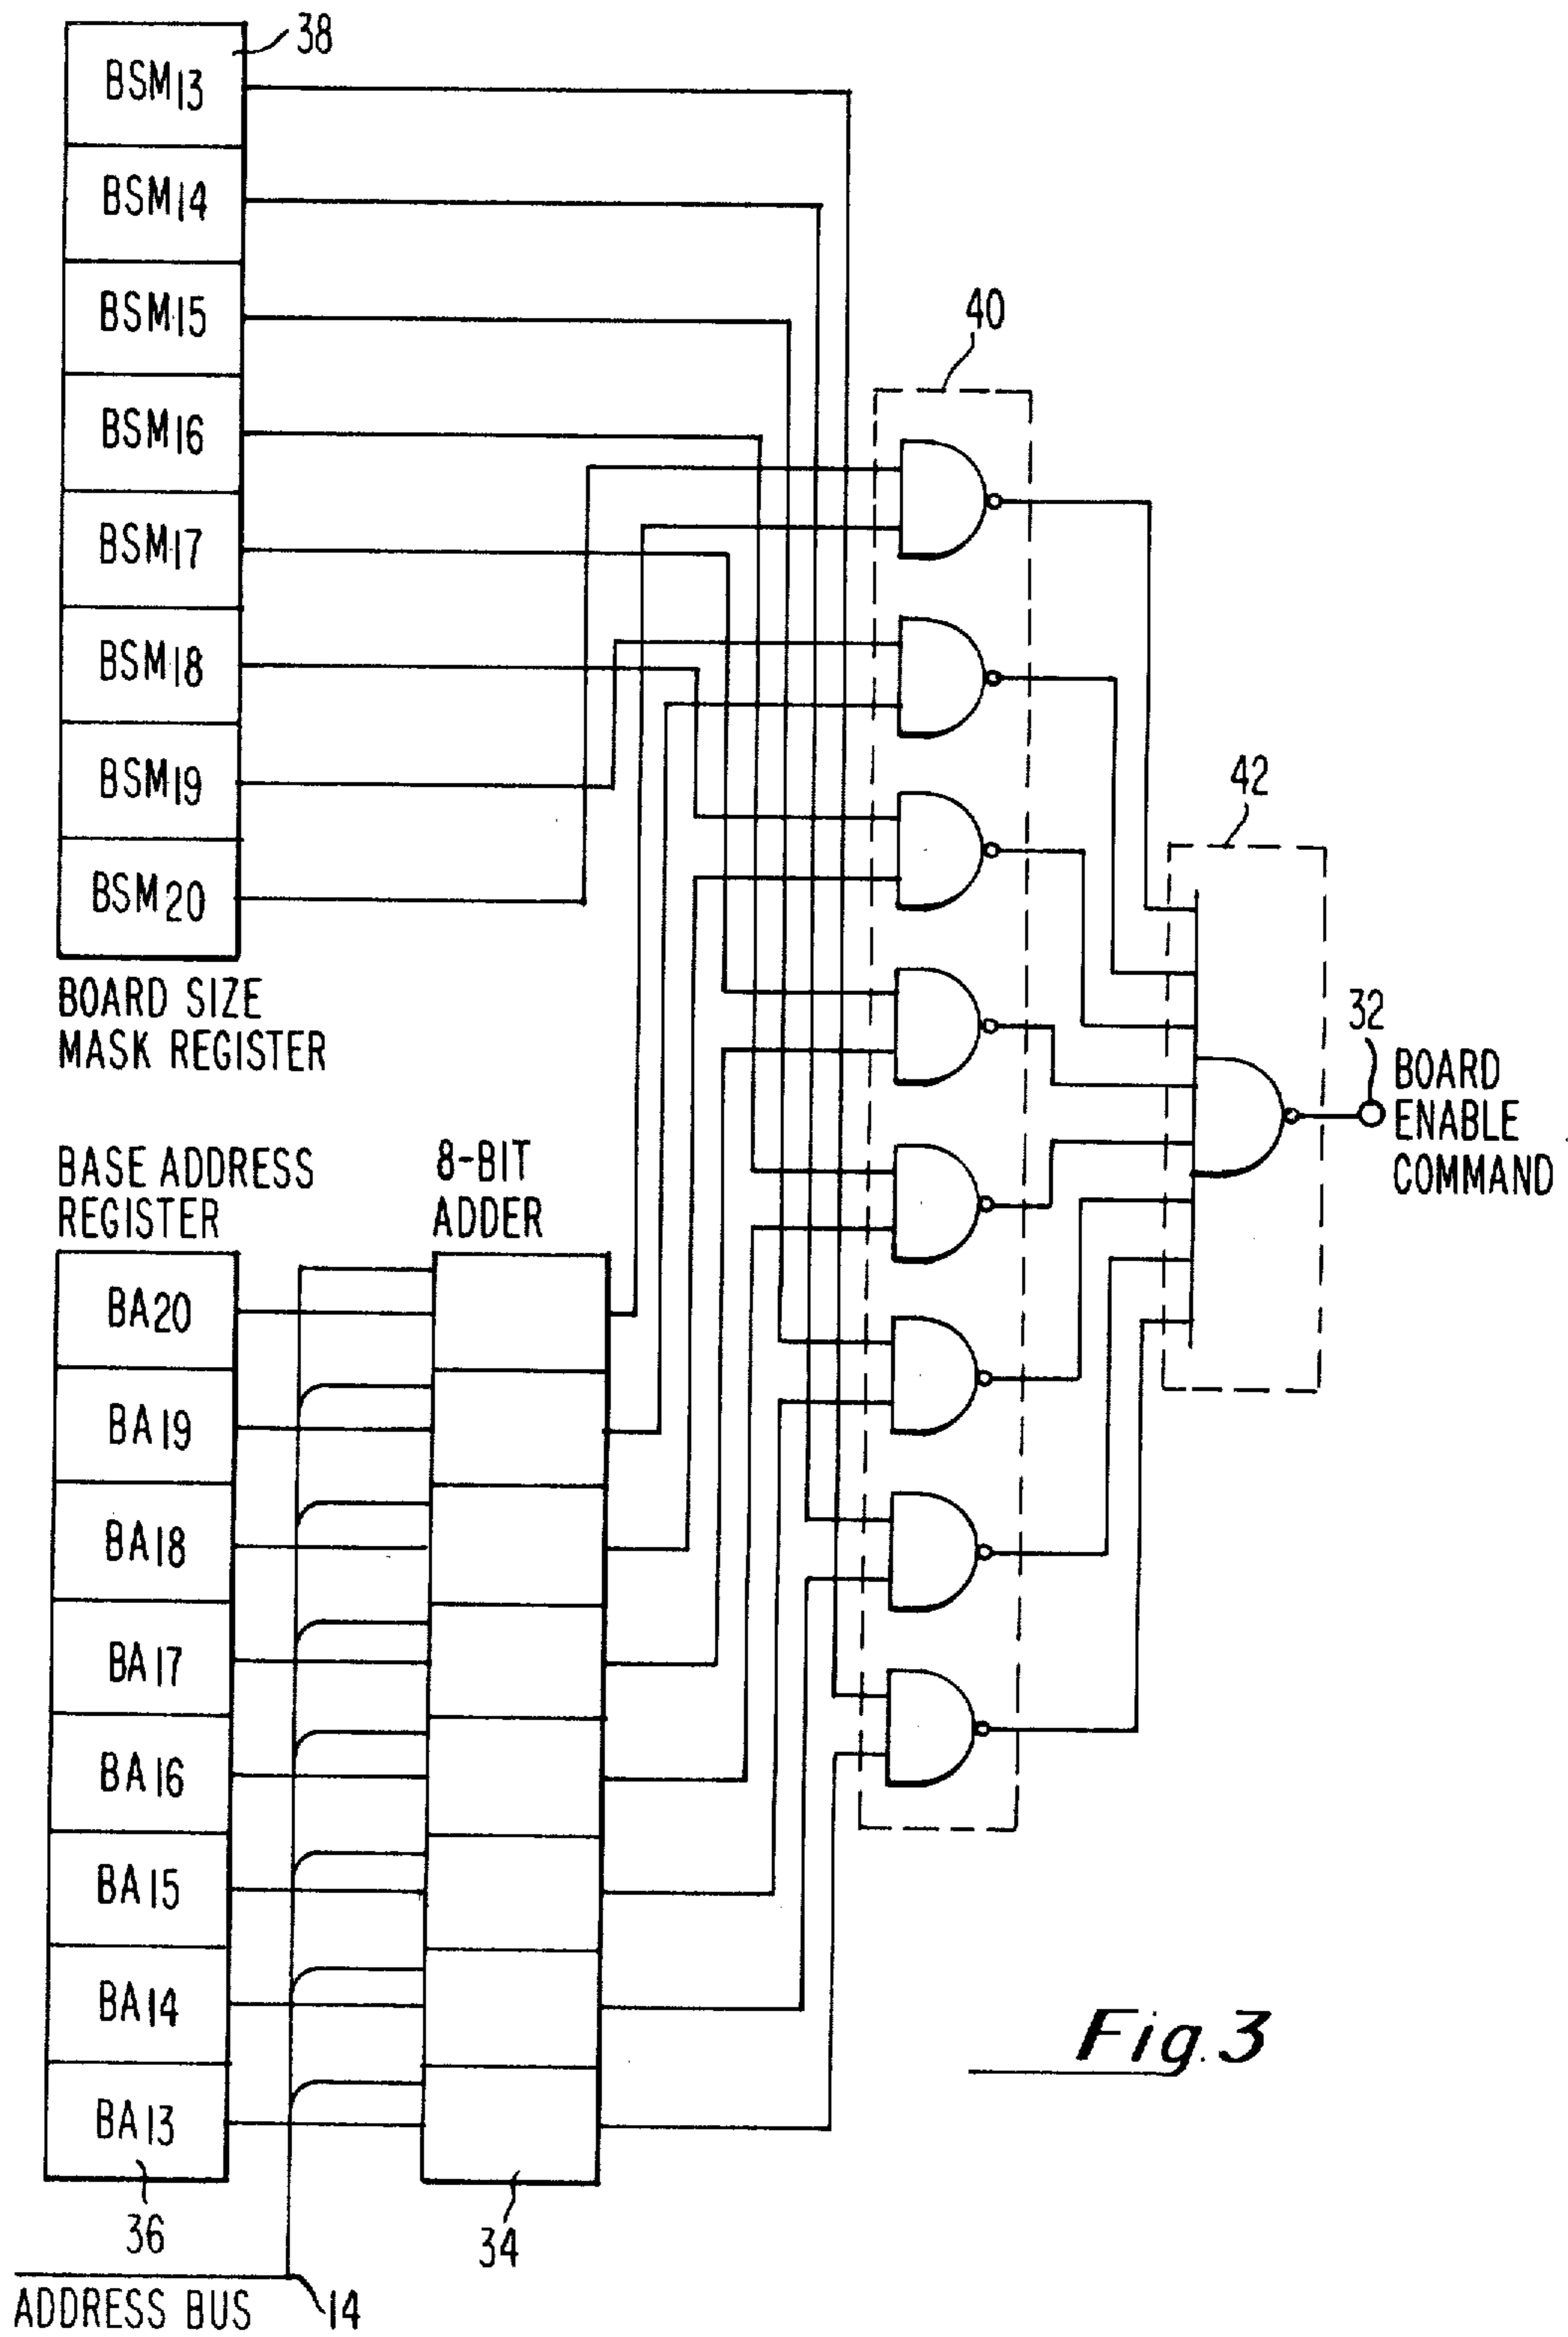 38
BSM13
BSM14
BSM15
BSM16
BSM17
BSM18
BSM19
BSM20
BOARD SIZE
MASK REGISTER
40
42
32
BOARD
ENABLE
COMMAND
BASE ADDRESS
REGISTER
8-BIT
ADDER
BA20
BA19
BA18
BA17
BA16
BA15
BA14
BA13
36
34
ADDRESS BUS
14
Fig. 3